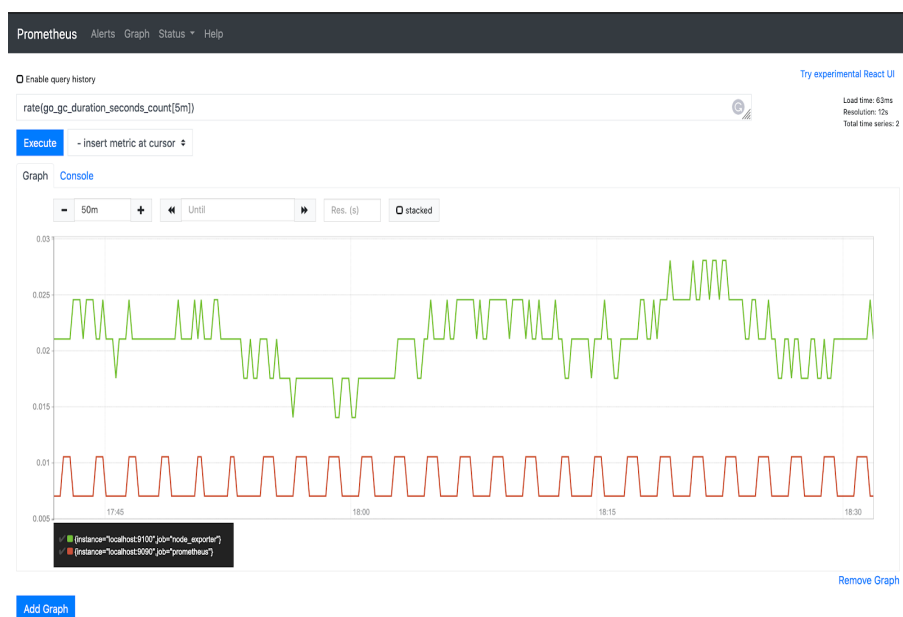 Prometheus Alerts Graph Status Help
Enable query history
Try experimental React UI
rate(go_gc_duration_seconds_count[5m])
Load time: 63ms
Resolution: 12s
Total time series: 2
Execute
- insert metric at cursor
Graph Console
- 50m + Until Res. (s) stacked
0.03
0.025
0.02
0.015
0.01
0.005
17:45 18:00 18:15 18:30
{instance="localhost:9100",job="node_exporter"}
{instance="localhost:9090",job="prometheus"}
Remove Graph
Add Graph